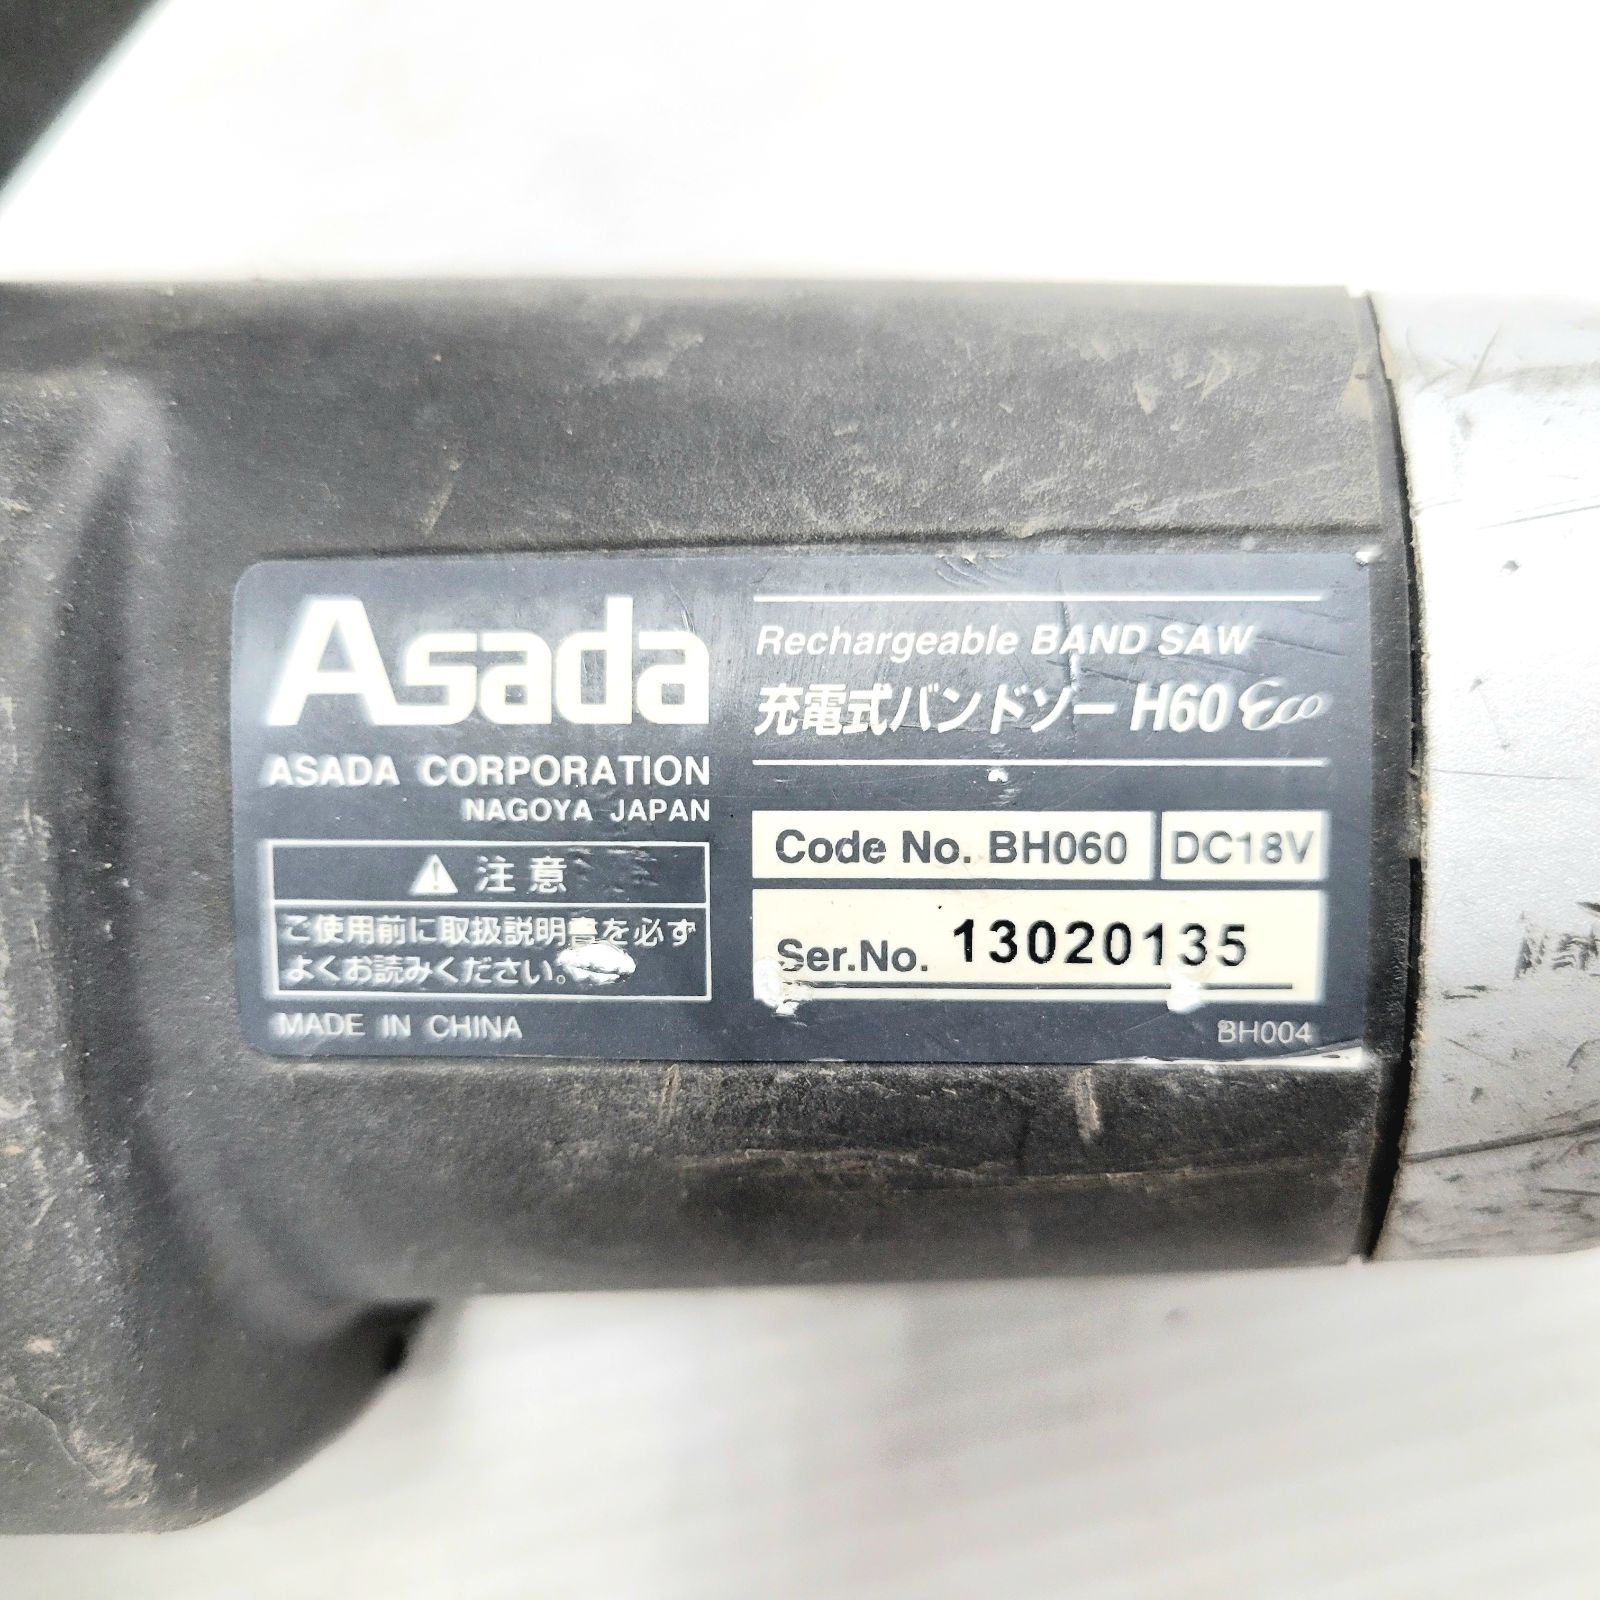 Asada
ASADA CORPORATION
NAGOYA JAPAN
注意
ご使用前に取扱説明書を必ず
よくお読みください。
MADE IN CHINA
Rechargeable BAND SAW
充電式バンドソー H60 Eco
Code No. BH060 DC18V
Ser.No. 13020135
BH004